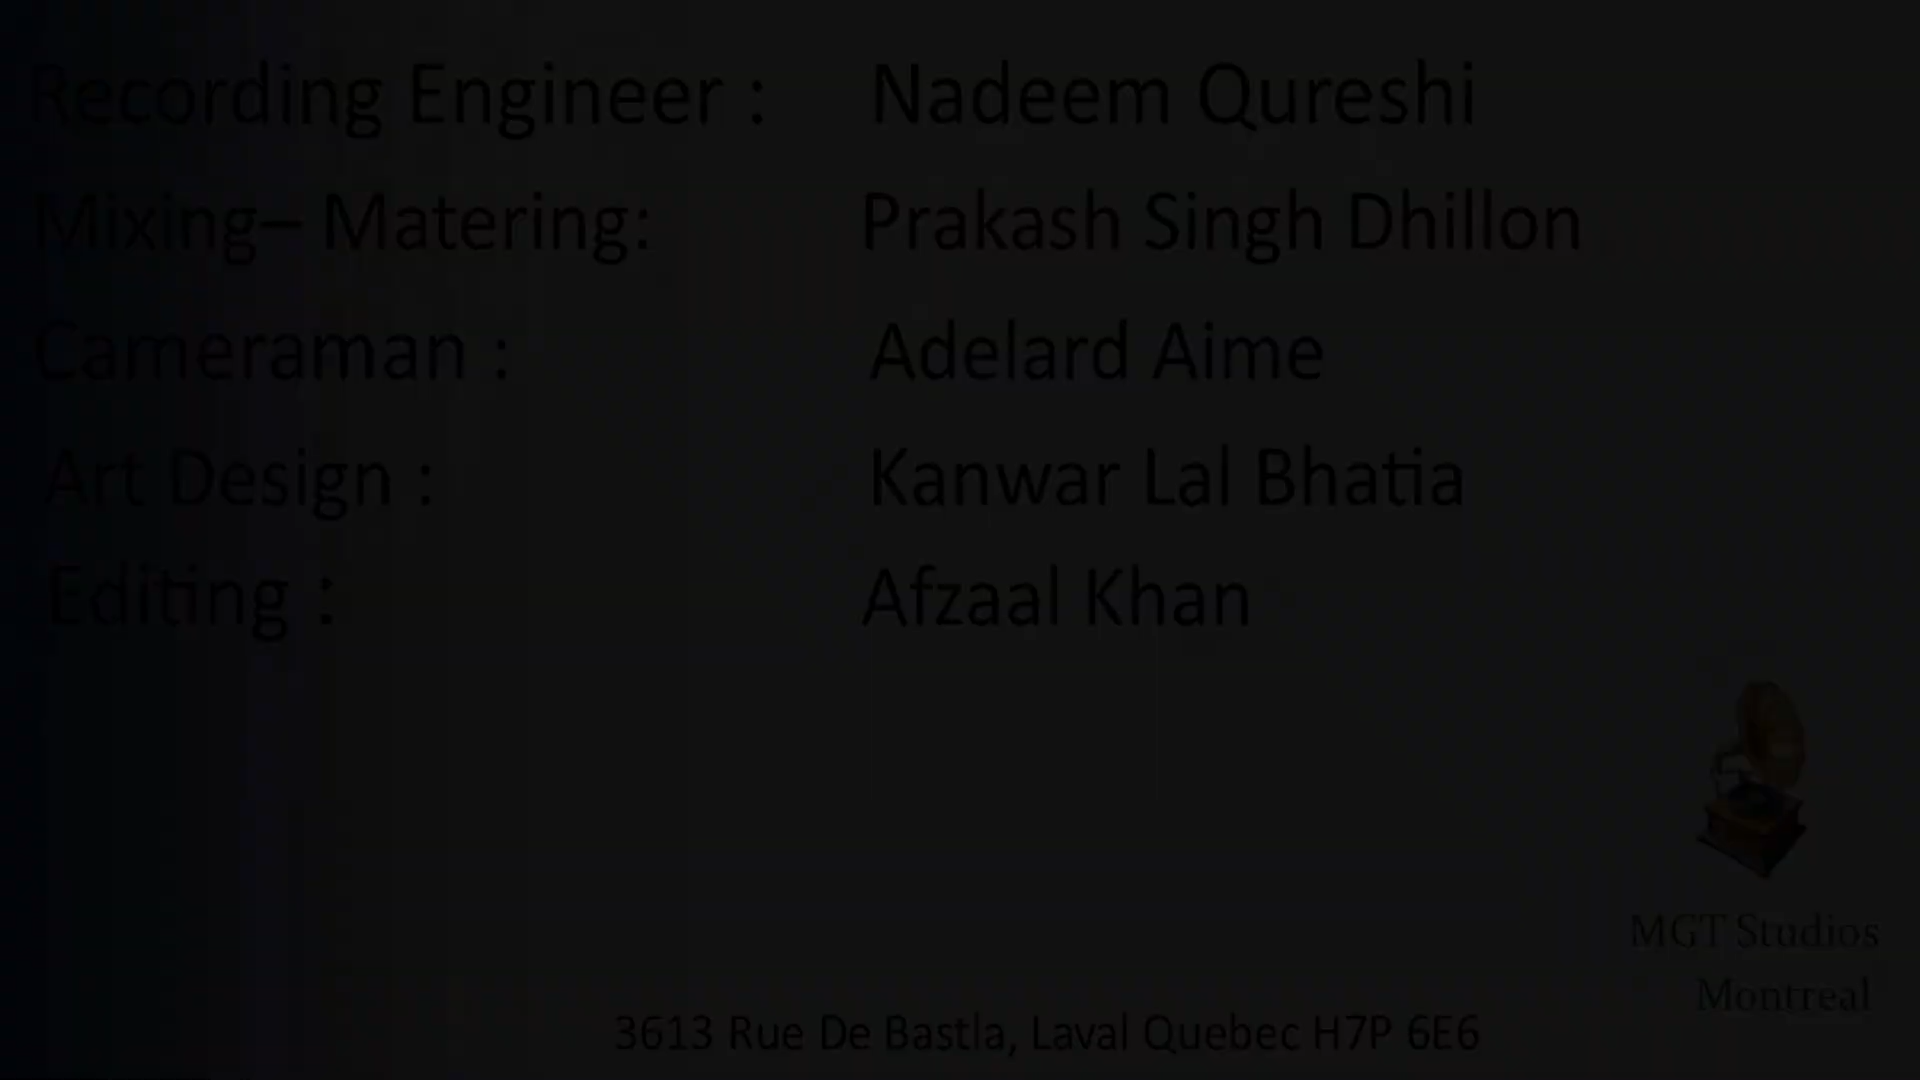 Recording Engineer : Nadeem Qureshi
Mixing– Matering: Prakash Singh Dhillon
Cameraman : Adelard Aime
Art Design : Kanwar Lal Bhatia
Editing : Afzaal Khan
MGT Studios
Montreal
3613 Rue De Bastla, Laval Quebec H7P 6E6